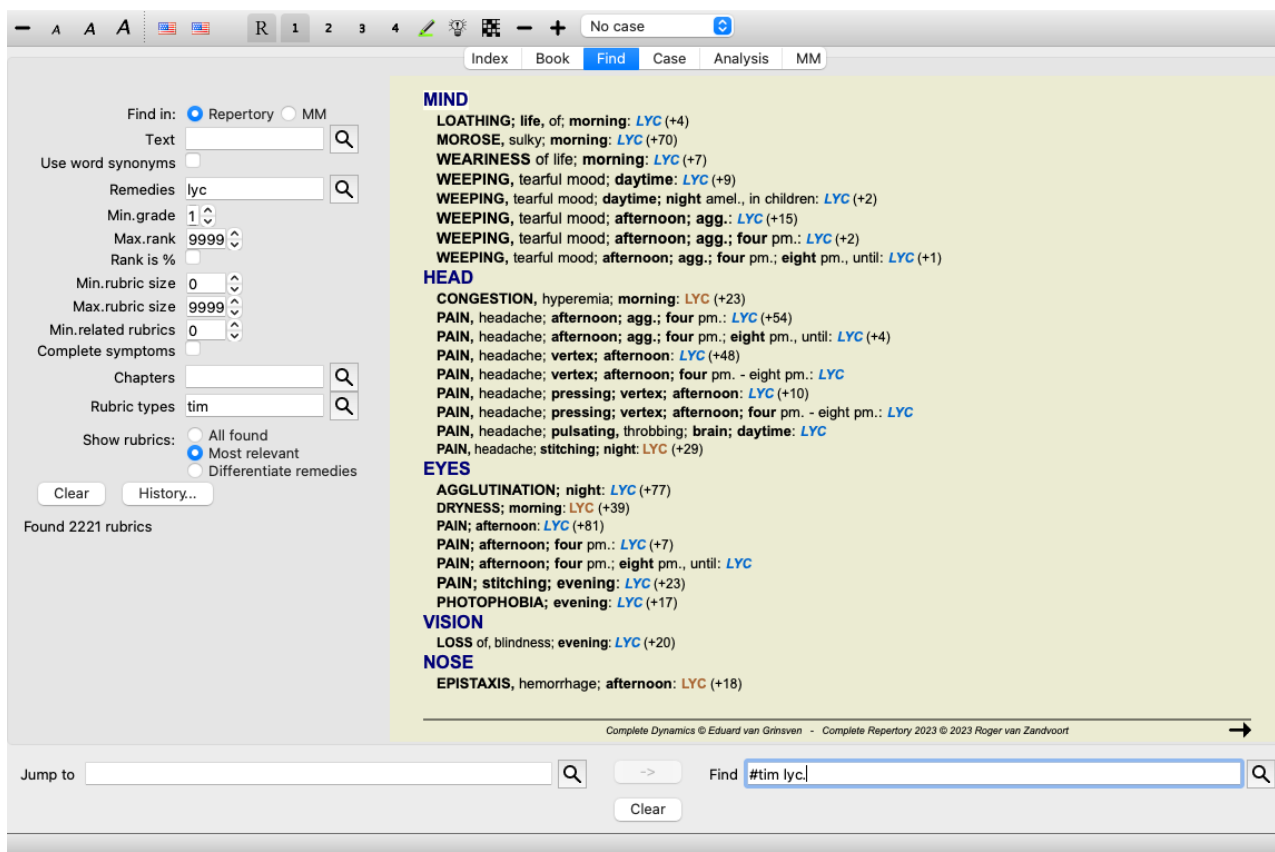 A A A R 1 2 3 4 No case
Index Book Find Case Analysis MM
Find in: Repertory MM
Text
Use word synonyms
Remedies lyc
Min.grade 1
Max.rank 9999
Rank is %
Min.rubric size 0
Max.rubric size 9999
Min.related rubrics 0
Complete symptoms
Chapters
Rubric types tim
Show rubrics: All found
Most relevant
Differentiate remedies
Clear History...
Found 2221 rubrics
MIND
LOATHING; life, of; morning: LYC (+4)
MOROSE, sulky; morning: LYC (+70)
WEARINESS of life; morning: LYC (+7)
WEEPING, tearful mood; daytime: LYC (+9)
WEEPING, tearful mood; daytime; night amel., in children: LYC (+2)
WEEPING, tearful mood; afternoon; agg.: LYC (+15)
WEEPING, tearful mood; afternoon; agg.; four pm.: LYC (+2)
WEEPING, tearful mood; afternoon; agg.; four pm.; eight pm., until: LYC (+1)
HEAD
CONGESTION, hyperemia; morning: LYC (+23)
PAIN, headache; afternoon; agg.; four pm.: LYC (+54)
PAIN, headache; afternoon; agg.; four pm.; eight pm., until: LYC (+4)
PAIN, headache; vertex; afternoon: LYC (+48)
PAIN, headache; vertex; afternoon; four pm. - eight pm.: LYC
PAIN, headache; pressing; vertex; afternoon: LYC (+10)
PAIN, headache; pressing; vertex; afternoon; four pm. - eight pm.: LYC
PAIN, headache; pulsating, throbbing; brain; daytime: LYC
PAIN, headache; stitching; night: LYC (+29)
EYES
AGGLUTINATION; night: LYC (+77)
DRYNESS; morning: LYC (+39)
PAIN; afternoon: LYC (+81)
PAIN; afternoon; four pm.: LYC (+7)
PAIN; afternoon; four pm.; eight pm., until: LYC
PAIN; stitching; evening: LYC (+23)
PHOTOPHOBIA; evening: LYC (+17)
VISION
LOSS of, blindness; evening: LYC (+20)
NOSE
EPISTAXIS, hemorrhage; afternoon: LYC (+18)
Complete Dynamics © Eduard van Grinsven - Complete Repertory 2023 © 2023 Roger van Zandvoort
Jump to -> Find #tim lyc.
Clear